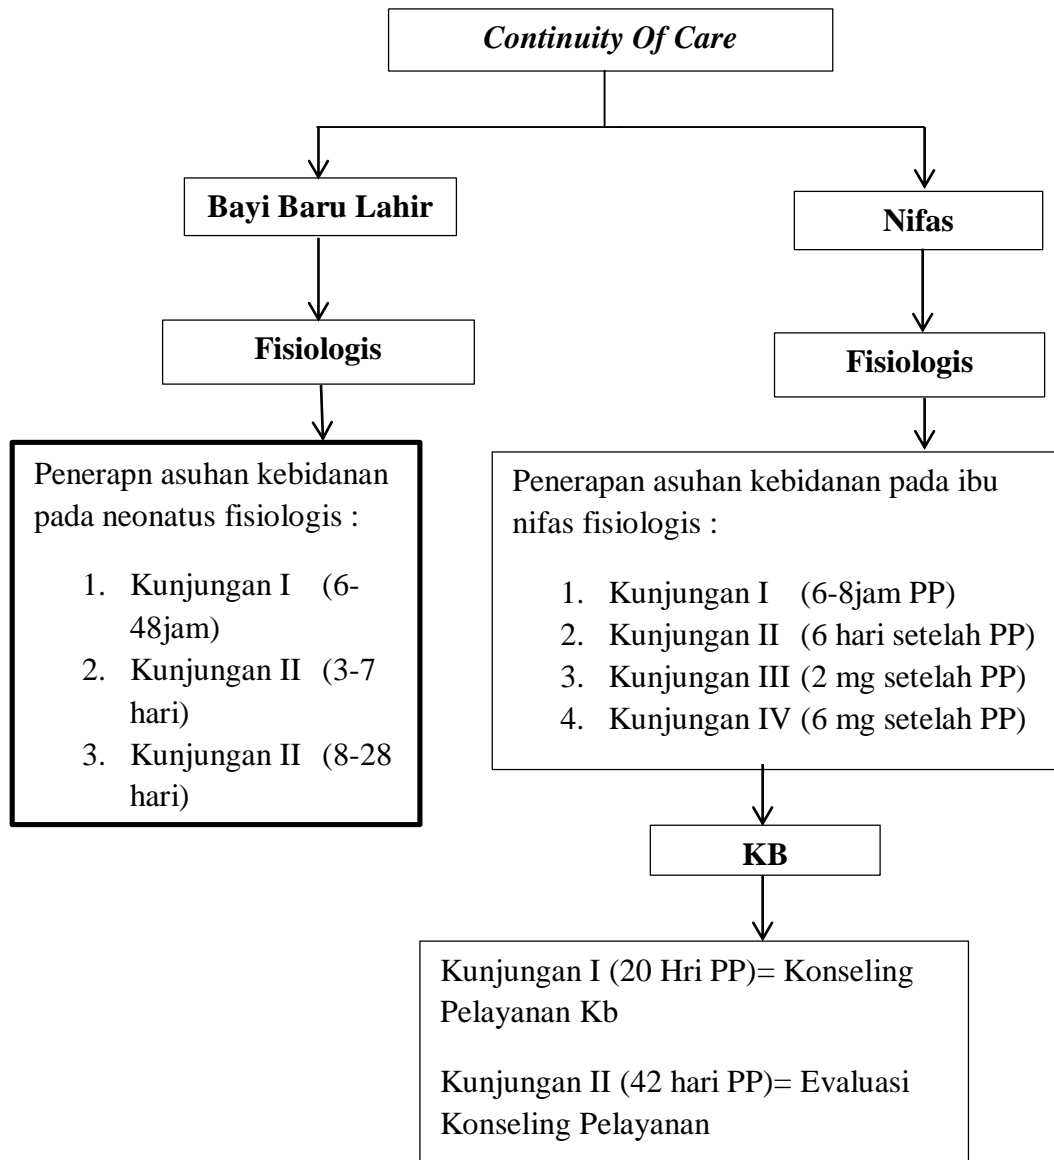 Continuity Of Care
Bayi Baru Lahir
Nifas
Fisiologis
Fisiologis
Penerapn asuhan kebidanan
pada neonatus fisiologis :
1. Kunjungan I (6-
48jam)
2. Kunjungan II (3-7
hari)
3. Kunjungan II (8-28
hari)
Penerapan asuhan kebidanan pada ibu
nifas fisiologis :
1. Kunjungan I (6-8jam PP)
2. Kunjungan II (6 hari setelah PP)
3. Kunjungan III (2 mg setelah PP)
4. Kunjungan IV (6 mg setelah PP)
KB
Kunjungan I (20 Hri PP)= Konseling
Pelayanan Kb
Kunjungan II (42 hari PP)= Evaluasi
Konseling Pelayanan